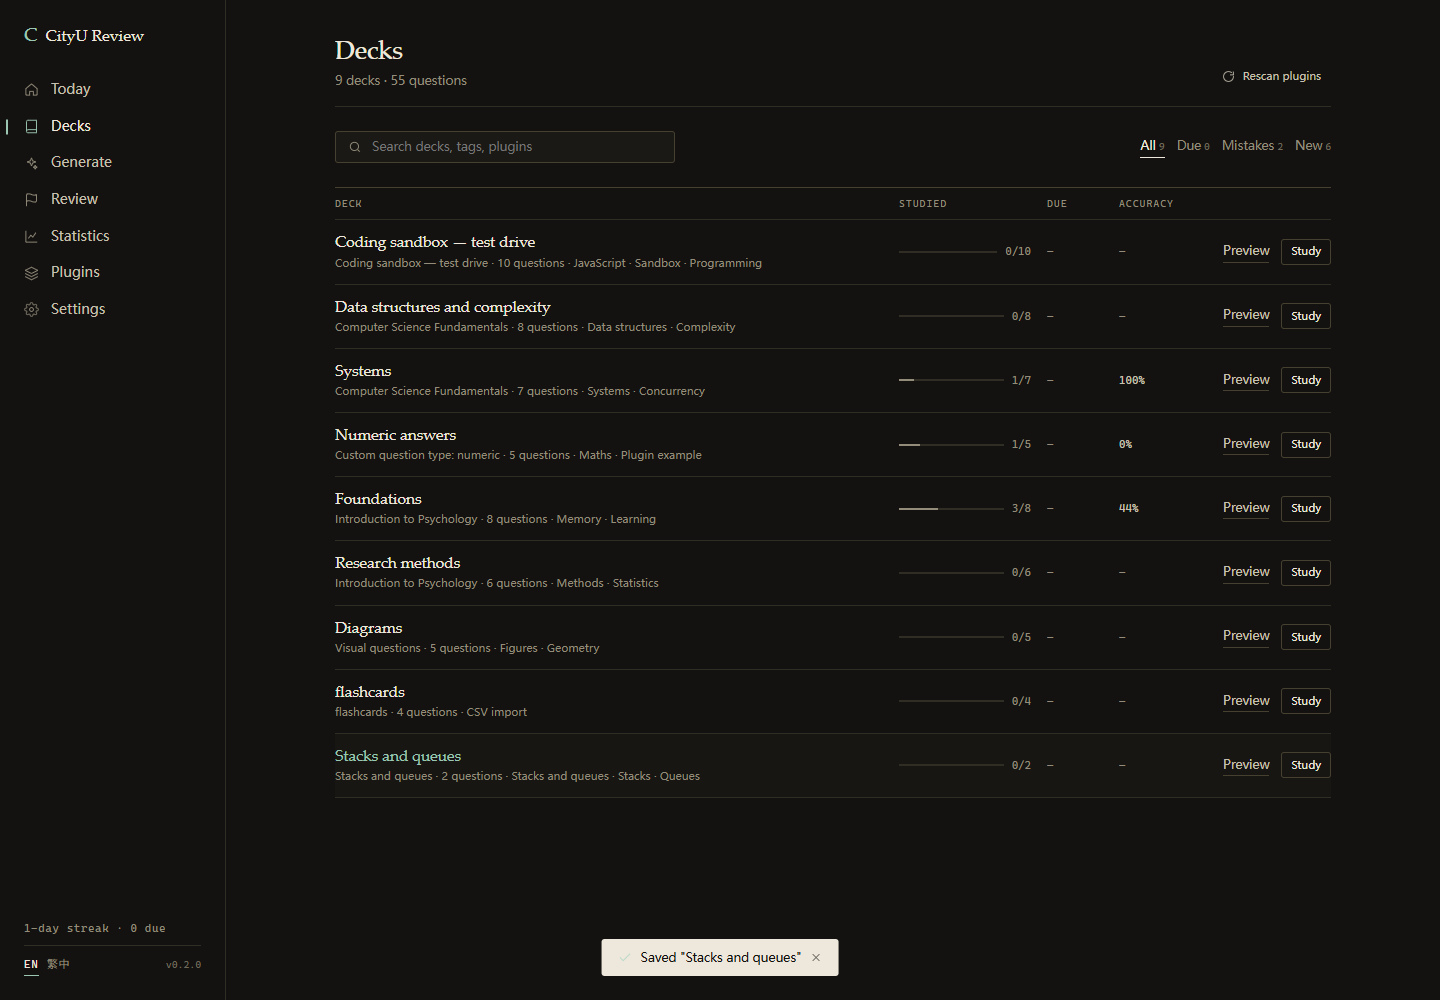 C CityU Review
Today
Decks
Generate
Review
Statistics
Plugins
Settings
1-day streak · 0 due
EN 繁中 v0.2.0
Decks
9 decks · 55 questions
Rescan plugins
Search decks, tags, plugins
All 9 Due 0 Mistakes 2 New 6
DECK STUDIED DUE ACCURACY
Coding sandbox — test drive
Coding sandbox — test drive · 10 questions · JavaScript · Sandbox · Programming
0/10 – – Preview Study
Data structures and complexity
Computer Science Fundamentals · 8 questions · Data structures · Complexity
0/8 – – Preview Study
Systems
Computer Science Fundamentals · 7 questions · Systems · Concurrency
1/7 – 100% Preview Study
Numeric answers
Custom question type: numeric · 5 questions · Maths · Plugin example
1/5 – 0% Preview Study
Foundations
Introduction to Psychology · 8 questions · Memory · Learning
3/8 – 44% Preview Study
Research methods
Introduction to Psychology · 6 questions · Methods · Statistics
0/6 – – Preview Study
Diagrams
Visual questions · 5 questions · Figures · Geometry
0/5 – – Preview Study
flashcards
flashcards · 4 questions · CSV import
0/4 – – Preview Study
Stacks and queues
Stacks and queues · 2 questions · Stacks and queues · Stacks · Queues
0/2 – – Preview Study
Saved "Stacks and queues"